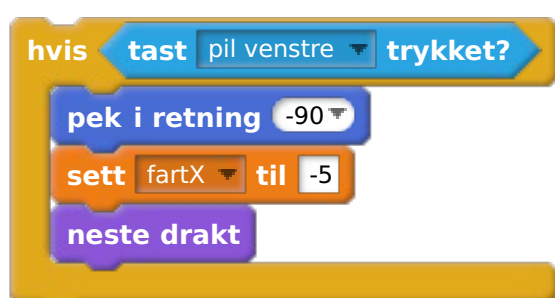 hvis tast pil venstre trykket?
pek i retning -90
sett fartX til -5
neste drakt